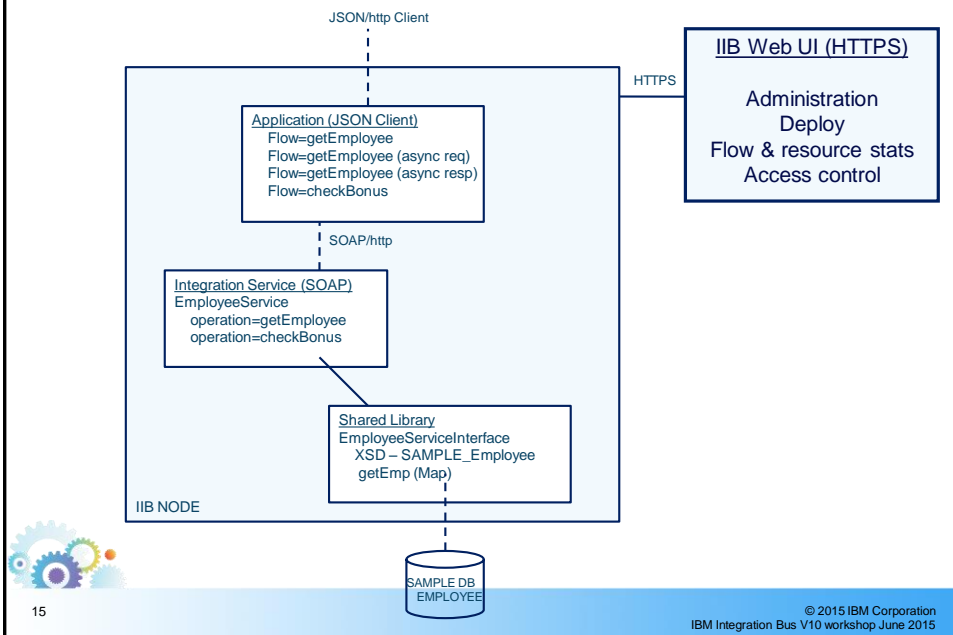 JSON/http Client
IIB Web UI (HTTPS)
HTTPS
Administration
Deploy
Flow & resource stats
Access control
Application (JSON Client)
Flow=getEmployee
Flow=getEmployee (async req)
Flow=getEmployee (async resp)
Flow=checkBonus
SOAP/http
Integration Service (SOAP)
EmployeeService
operation=getEmployee
operation=checkBonus
Shared Library
EmployeeServiceInterface
XSD – SAMPLE_Employee
getEmp (Map)
IIB NODE
SAMPLE DB
EMPLOYEE
15
© 2015 IBM Corporation
IBM Integration Bus V10 workshop June 2015